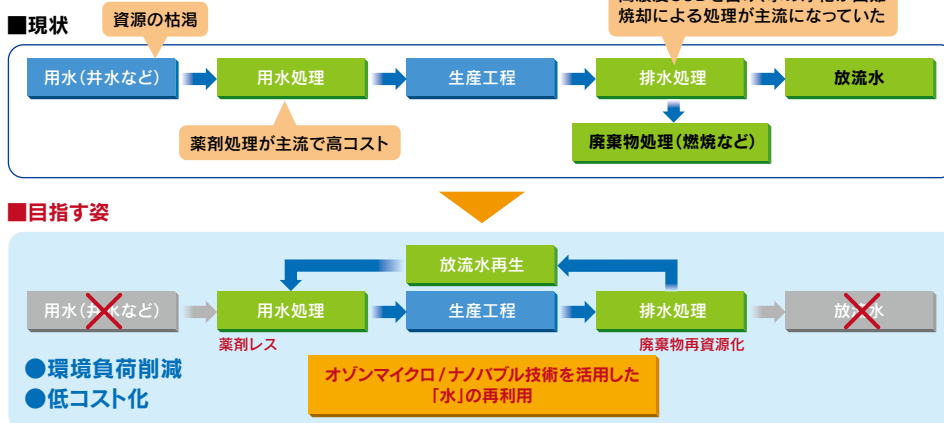 ■現状
資源の枯渇
焼却による処理が主流になっていた
用水(井水など)
用水処理
生産工程
排水処理
放流水
薬剤処理が主流で高コスト
廃棄物処理(燃焼など)
■目指す姿
放流水再生
用水(井水など)
用水処理
生産工程
排水処理
放流水
薬剤レス
廃棄物再資源化
●環境負荷削減
●低コスト化
オゾンマイクロ/ナノバブル技術を活用した
「水」の再利用